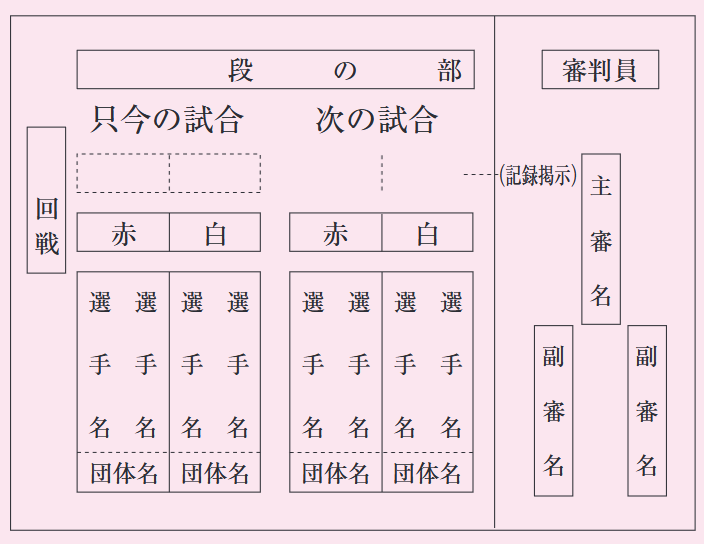 段の部
只今の試合
次の試合
回戦
(記録掲示)
赤
白
赤
白
選手名
選手名
選手名
選手名
選手名
選手名
選手名
選手名
団体名
団体名
団体名
団体名
審判員
主審名
副審名
副審名